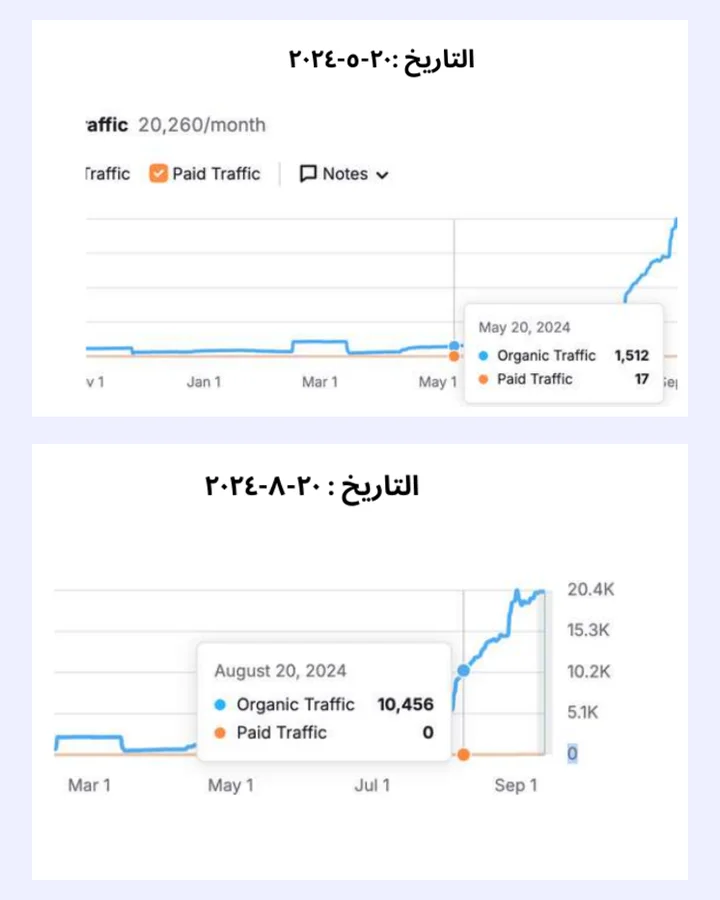 التاريخ :٢٠-٥-٢٠٢٤
affic 20,260/month
Traffic Paid Traffic Notes
May 20, 2024
Organic Traffic 1,512
Paid Traffic 17
v 1 Jan 1 Mar 1 May 1 Sep
التاريخ : ٢٠-٨-٢٠٢٤
20.4K
15.3K
10.2K
5.1K
0
August 20, 2024
Organic Traffic 10,456
Paid Traffic 0
Mar 1 May 1 Jul 1 Sep 1